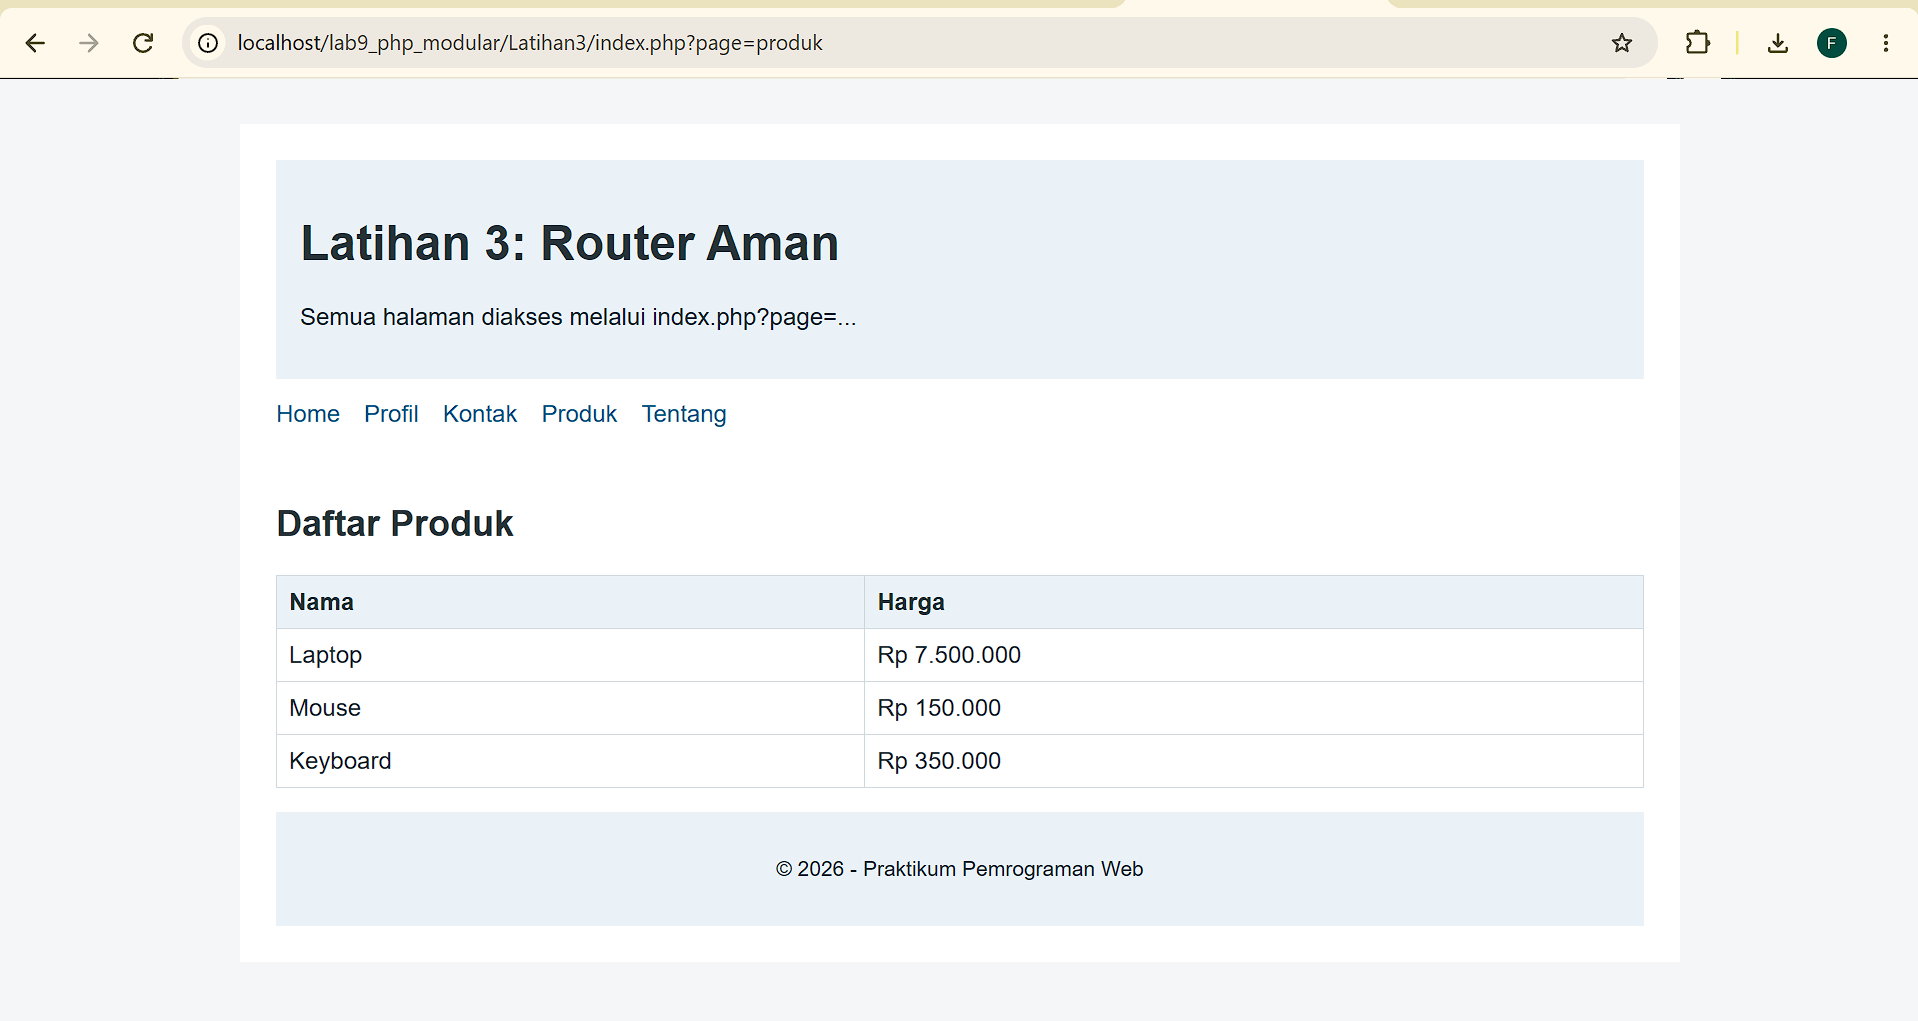 localhost/lab9_php_modular/Latihan3/index.php?page=produk
F
Latihan 3: Router Aman
Semua halaman diakses melalui index.php?page=...
Home Profil Kontak Produk Tentang
Daftar Produk
Nama Harga
Laptop Rp 7.500.000
Mouse Rp 150.000
Keyboard Rp 350.000
© 2026 - Praktikum Pemrograman Web